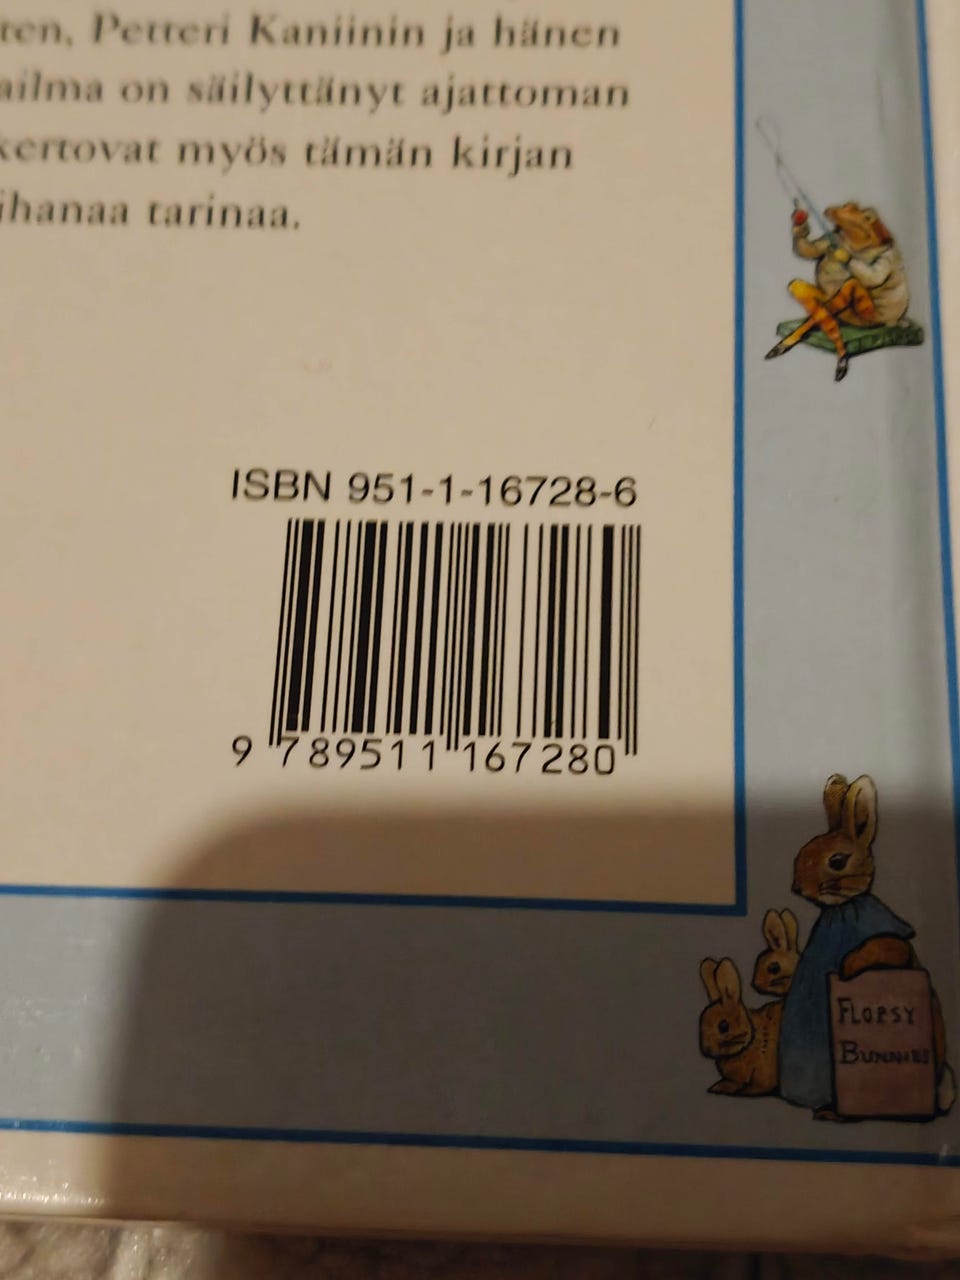 ten, Petteri Kaniinin ja hänen
ailma on säilyttänyt ajattoman
kertovat myös tämän kirjan
ihanaa tarinaa.
ISBN 951-1-16728-6
9 789511 167280
FLOPSY
BUNNIES